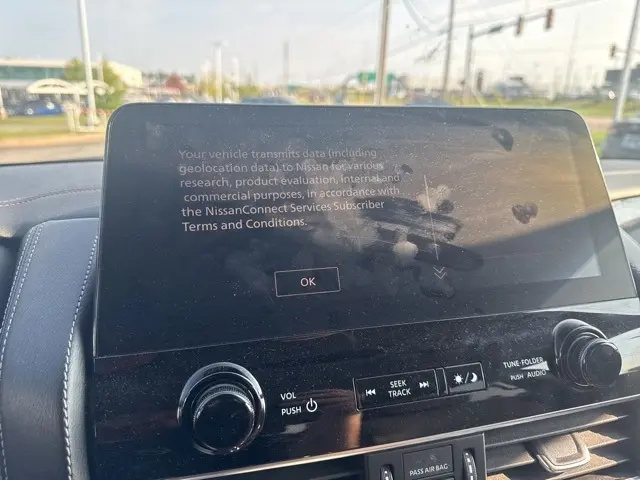 Your vehicle transmits data (including
geolocation data) to Nissan for various
research, product evaluation, internal and
commercial purposes, in accordance with
the NissanConnect Services Subscriber
Terms and Conditions.
OK
VOL
PUSH
SEEK
TRACK
TUNE·FOLDER
PUSH AUDIO
PASS AIR BAG